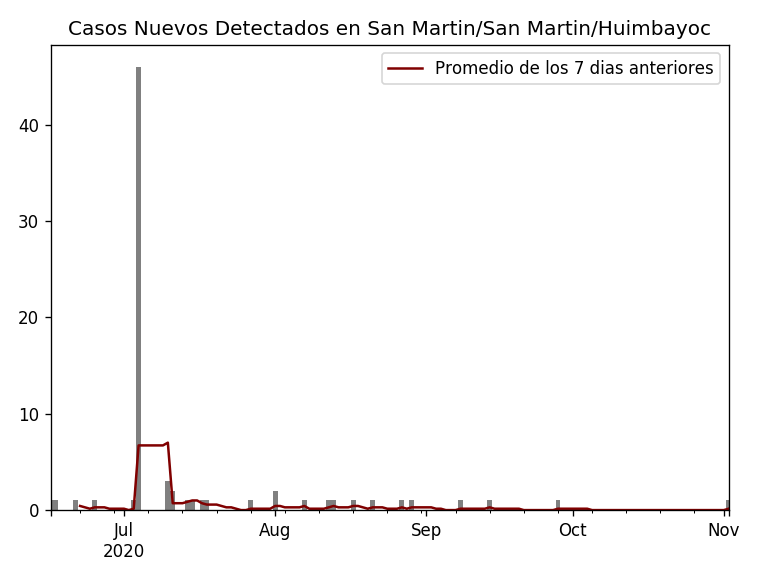 Casos Nuevos Detectados en San Martin/San Martin/Huimbayoc
Promedio de los 7 dias anteriores
40
30
20
10
0
Jul
2020
Aug
Sep
Oct
Nov